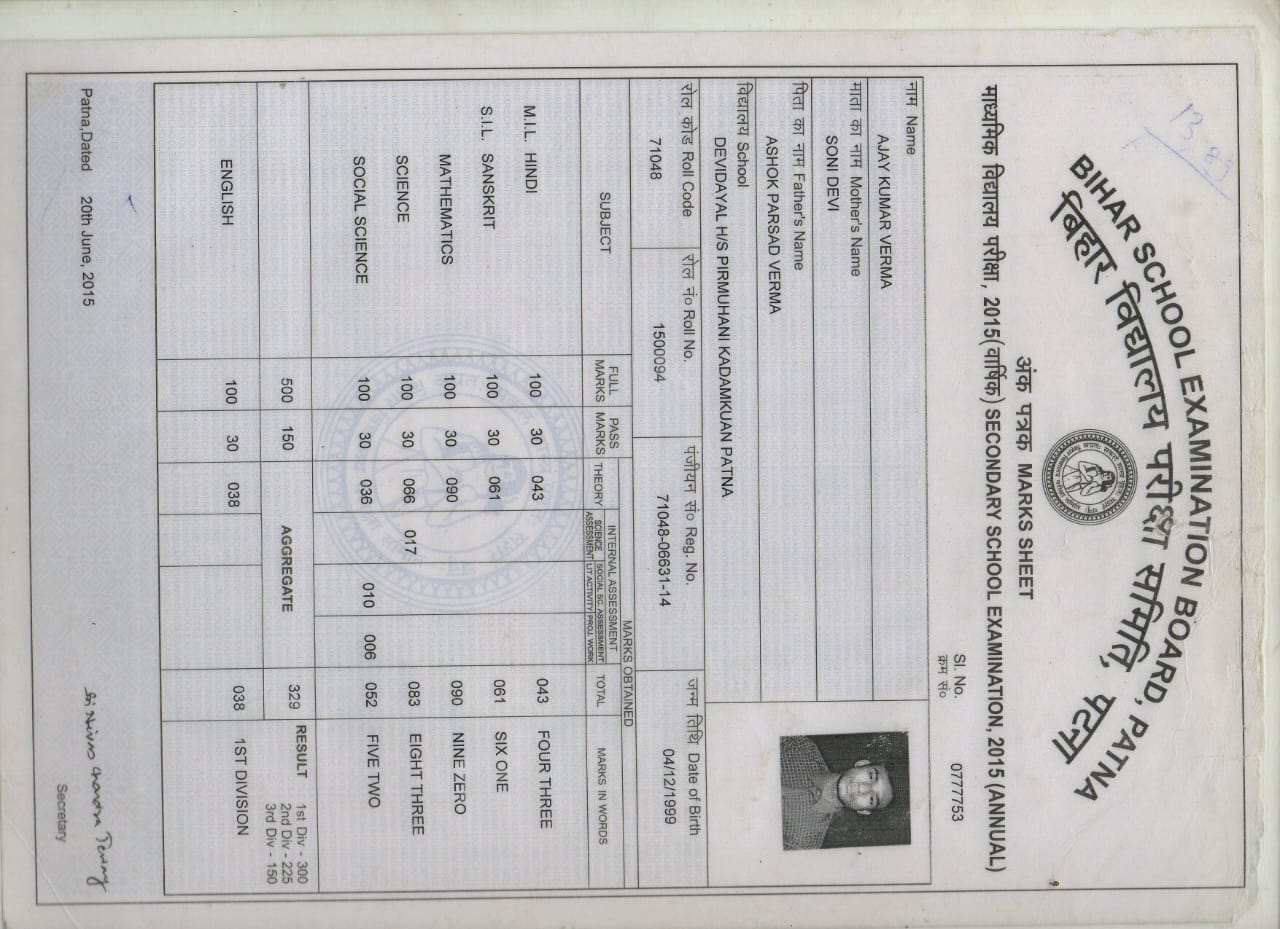 13.85
BIHAR SCHOOL EXAMINATION BOARD, PATNA
बिहार विद्यालय परीक्षा समिति, पटना
अंक पत्रक MARKS SHEET
माध्यमिक विद्यालय परीक्षा, 2015(वार्षिक) SECONDARY SCHOOL EXAMINATION, 2015 (ANNUAL)
Sl. No. 0777753
क्रम सं०
नाम Name
AJAY KUMAR VERMA
माता का नाम Mother's Name
SONI DEVI
पिता का नाम Father's Name
ASHOK PARSAD VERMA
विद्यालय School
DEVIDAYAL H/S PIRMUHANI KADAMKUAN PATNA
रोल कोड Roll Code रोल नं० Roll No. पंजीयन सं० Reg. No. जन्म तिथि Date of Birth
71048 1500094 71048-06631-14 04/12/1999
MARKS OBTAINED
SUBJECT FULL MARKS PASS MARKS THEORY INTERNAL ASSESSMENT TOTAL MARKS IN WORDS
SCIENCE ASSESSMENT SOCIAL SC. ASSESSMENT
LIT ACTIVITY PROJ. WORK
M.I.L. HINDI 100 30 043 043 FOUR THREE
S.I.L. SANSKRIT 100 30 061 061 SIX ONE
MATHEMATICS 100 30 090 090 NINE ZERO
SCIENCE 100 30 066 017 083 EIGHT THREE
SOCIAL SCIENCE 100 30 036 010 006 052 FIVE TWO
500 150 AGGREGATE 329 RESULT 1st Div - 300
2nd Div - 225
3rd Div - 150
ENGLISH 100 30 038 038 1ST DIVISION
Patna,Dated 20th June, 2015
Secretary